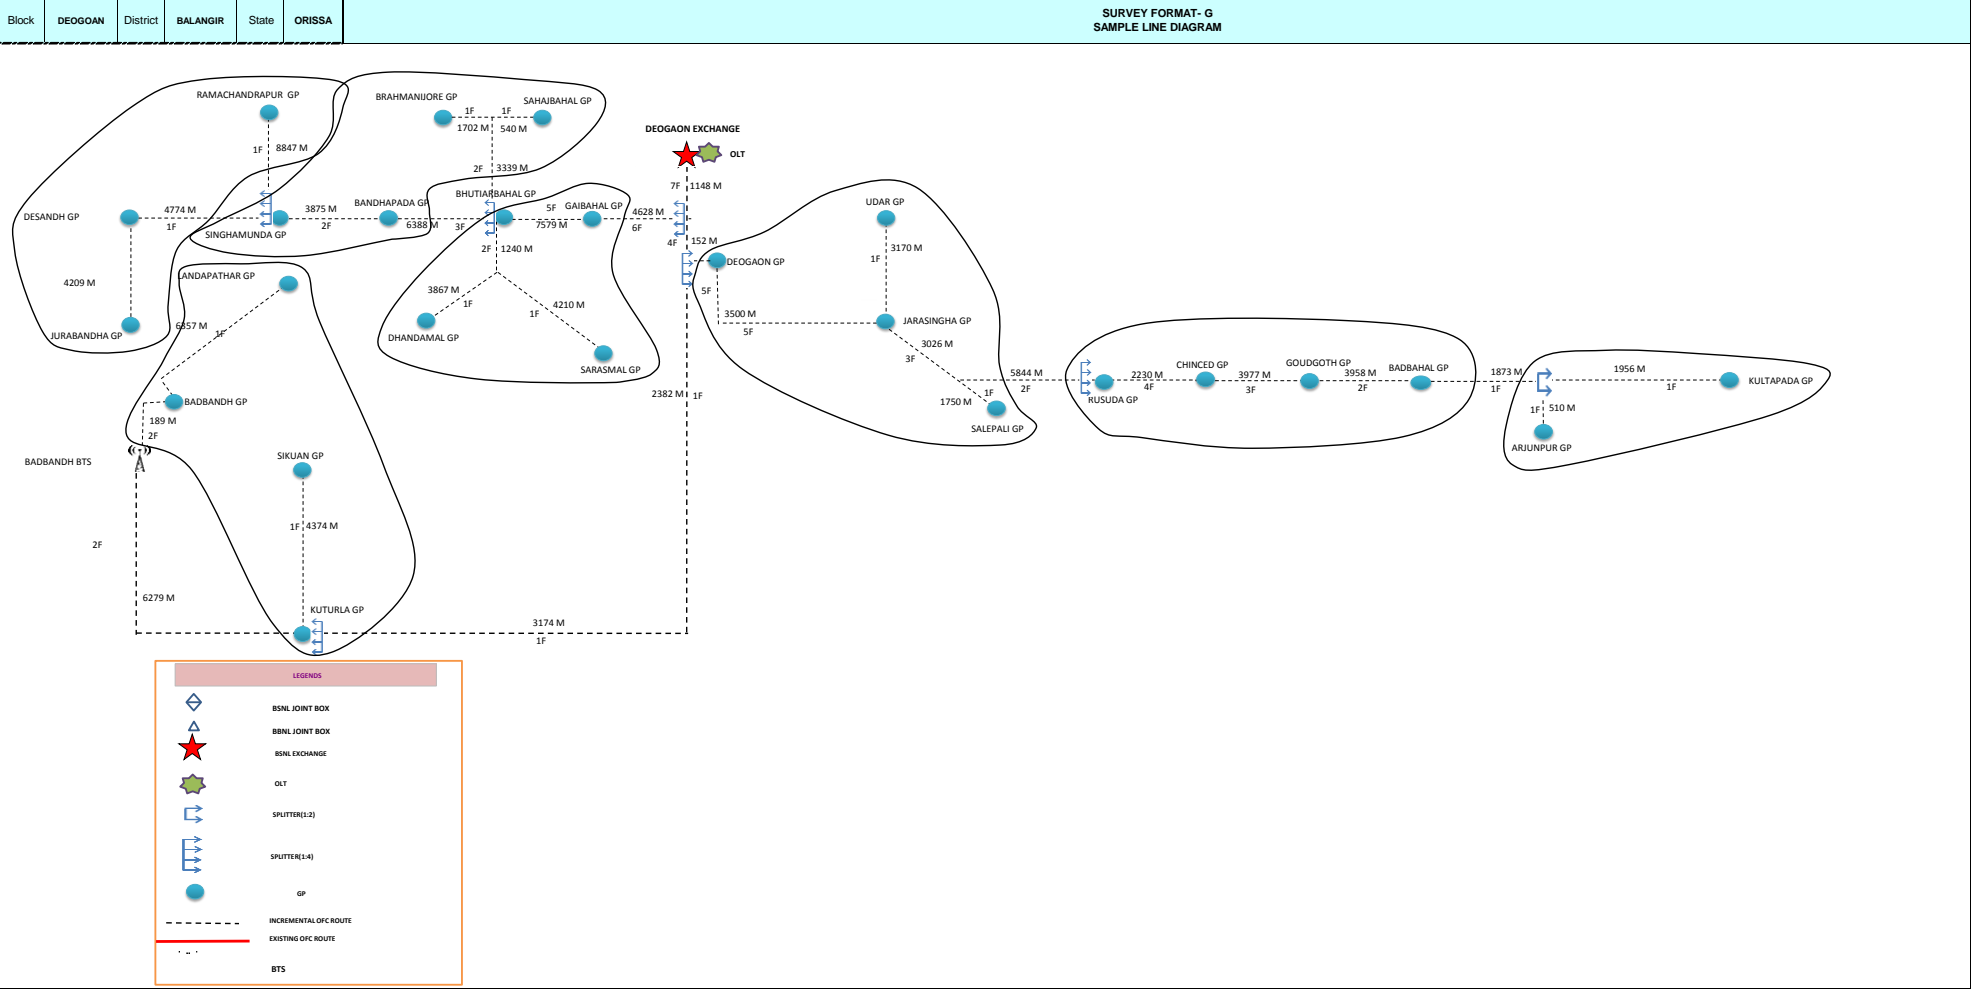 Block DEOGOAN District BALANGIR State ORISSA
SURVEY FORMAT- G
SAMPLE LINE DIAGRAM
RAMACHANDRAPUR GP
1F 8847 M
DESANDH GP
4774 M
1F
SINGHAMUNDA GP
4209 M
JURABANDHA GP
3875 M
2F
BANDHAPADA GP
6388 M
3F
BRAHMANIJORE GP
1F 1F
1702 M 540 M
SAHAJBAHAL GP
2F 3339 M
BHUTIARBAHAL GP
5F
7579 M
GAIBAHAL GP
4628 M
6F
2F 1240 M
3867 M
1F
DHANDAMAL GP
4210 M
1F
SARASMAL GP
DEOGAON EXCHANGE
OLT
7F 1148 M
4F 152 M
DEOGAON GP
5F
3500 M
5F
UDAR GP
3170 M
1F
JARASINGHA GP
3026 M
3F
1F
1750 M
SALEPALI GP
5844 M
2F
RUSUDA GP
2230 M
4F
CHINCED GP
3977 M
3F
GOUDGOTH GP
3958 M
2F
BADBAHAL GP
1873 M
1F
1956 M
1F
KULTAPADA GP
1F 510 M
ARJUNPUR GP
LANDAPATHAR GP
6357 M 1F
BADBANDH GP
189 M
2F
BADBANDH BTS
2F
6279 M
SIKUAN GP
1F 4374 M
KUTURLA GP
3174 M
1F
2382 M 1F
LEGENDS
BSNL JOINT BOX
BBNL JOINT BOX
BSNL EXCHANGE
OLT
SPLITTER(1:2)
SPLITTER(1:4)
GP
INCREMENTAL OFC ROUTE
EXISTING OFC ROUTE
BTS